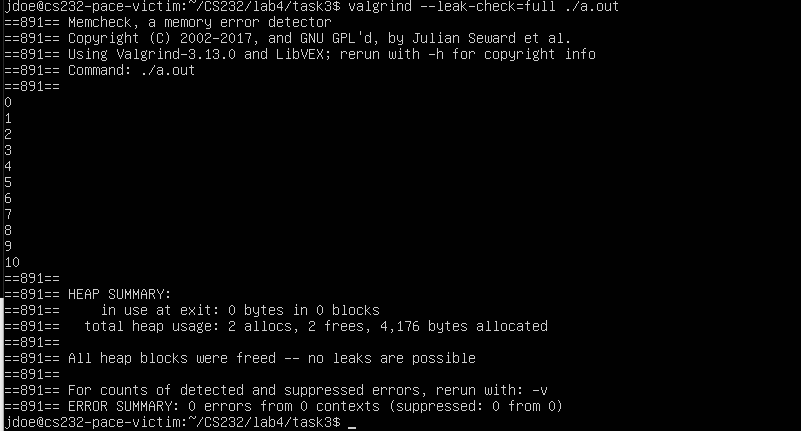 jdoe@cs232-pace-victim:~/CS232/lab4/task3$ valgrind --leak-check=full ./a.out
==891== Memcheck, a memory error detector
==891== Copyright (C) 2002-2017, and GNU GPL'd, by Julian Seward et al.
==891== Using Valgrind-3.13.0 and LibVEX; rerun with -h for copyright info
==891== Command: ./a.out
==891==
0
1
2
3
4
5
6
7
8
9
10
==891==
==891== HEAP SUMMARY:
==891==     in use at exit: 0 bytes in 0 blocks
==891==   total heap usage: 2 allocs, 2 frees, 4,176 bytes allocated
==891==
==891== All heap blocks were freed -- no leaks are possible
==891==
==891== For counts of detected and suppressed errors, rerun with: -v
==891== ERROR SUMMARY: 0 errors from 0 contexts (suppressed: 0 from 0)
jdoe@cs232-pace-victim:~/CS232/lab4/task3$ _